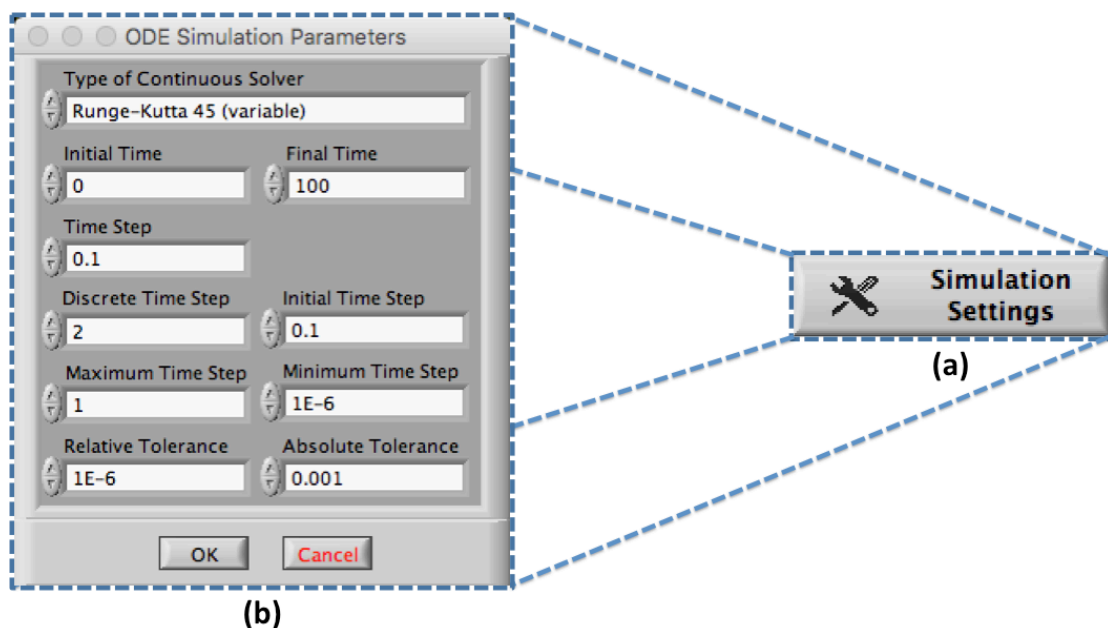 ODE Simulation Parameters
Type of Continuous Solver
Runge-Kutta 45 (variable)
Initial Time
Final Time
0
100
Time Step
0.1
Discrete Time Step
Initial Time Step
2
0.1
Maximum Time Step
Minimum Time Step
1
1E-6
Relative Tolerance
Absolute Tolerance
1E-6
0.001
OK
Cancel
(b)
Simulation
Settings
(a)